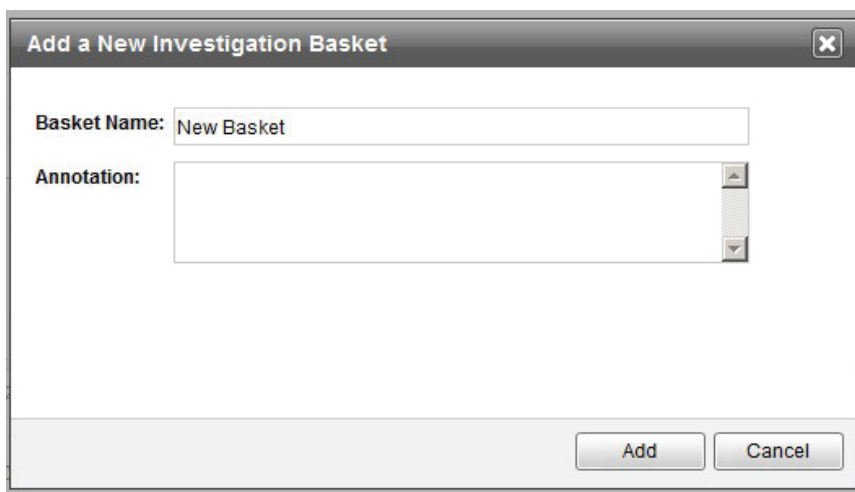 Add a New Investigation Basket
Basket Name: New Basket
Annotation:
Add Cancel